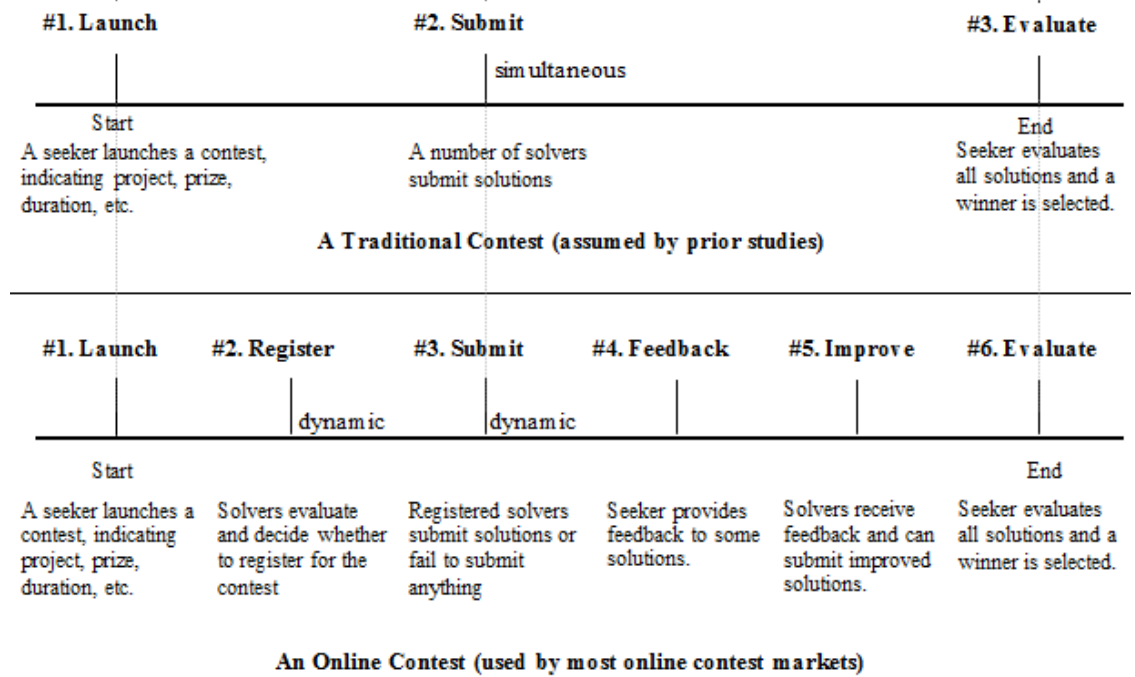 #1. Launch
#2. Submit
#3. Evaluate
simultaneous
Start
A seeker launches a contest,
indicating project, prize,
duration, etc.
A number of solvers
submit solutions
End
Seeker evaluates
all solutions and a
winner is selected.
A Traditional Contest (assumed by prior studies)
#1. Launch
#2. Register
#3. Submit
#4. Feedback
#5. Improve
#6. Evaluate
dynamic
dynamic
Start
End
A seeker launches a
contest, indicating
project, prize,
duration, etc.
Solvers evaluate
and decide whether
to register for the
contest
Registered solvers
submit solutions or
fail to submit
anything
Seeker provides
feedback to some
solutions.
Solvers receive
feedback and can
submit improved
solutions.
Seeker evaluates
all solutions and a
winner is selected.
An Online Contest (used by most online contest markets)